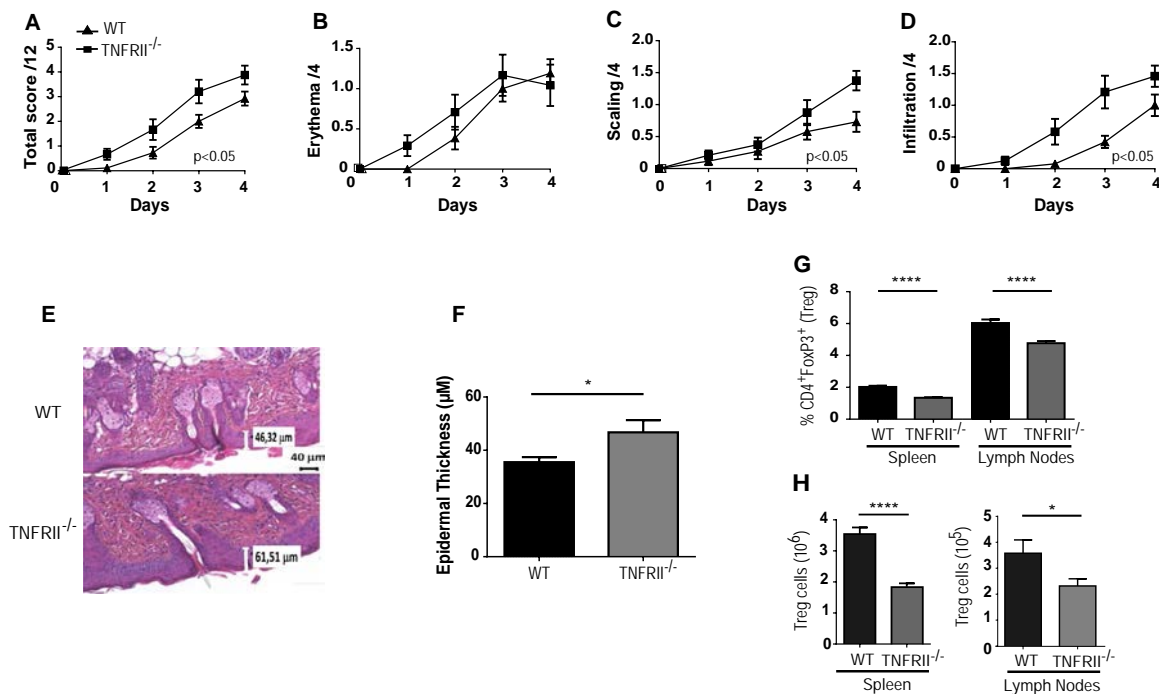 A
WT
TNFRII-/-
Total score /12
5
4
3
2
1
0
p<0.05
0 1 2 3 4
Days
B
Erythema /4
1.5
1.0
0.5
0
0 1 2 3 4
Days
C
Scaling /4
2.0
1.5
1.0
0.5
0
p<0.05
0 1 2 3 4
Days
D
Infiltration /4
2.0
1.5
1.0
0.5
0
p<0.05
0 1 2 3 4
Days
E
WT
46,32 µm
40 µm
TNFRII-/-
61,51 µm
F
Epidermal Thickness (µM)
60
40
20
0
*
WT TNFRII-/-
G
% CD4+FoxP3+ (Treg)
8
6
4
2
0
**** ****
WT TNFRII-/- WT TNFRII-/-
Spleen Lymph Nodes
H
Treg cells (106)
4
3
2
1
0
****
WT TNFRII-/-
Spleen
Treg cells (105)
5
4
3
2
1
0
*
WT TNFRII-/-
Lymph Nodes